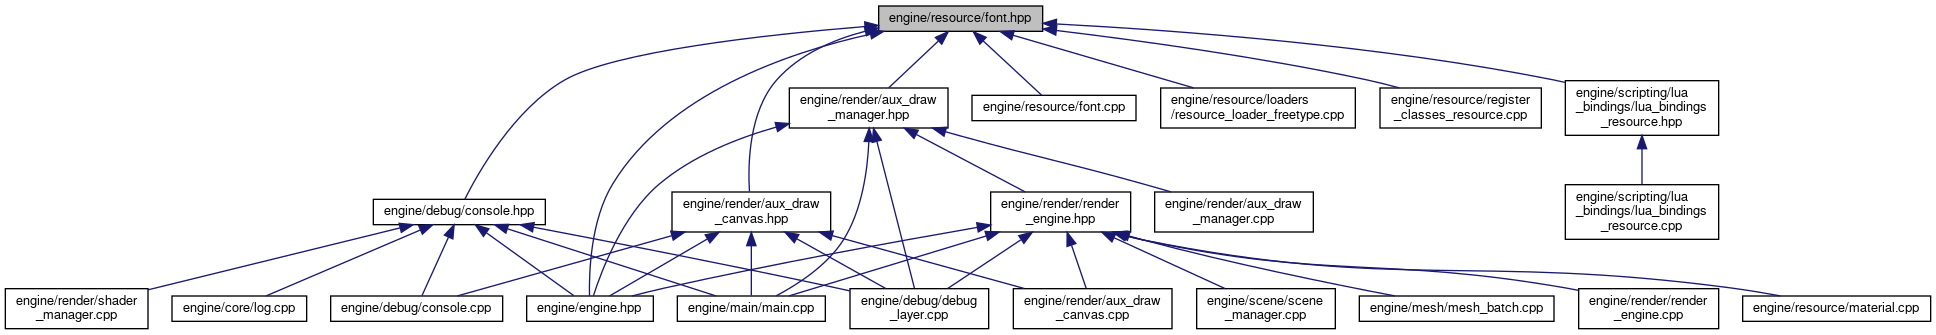 engine/resource/font.hpp
engine/render/aux_draw
_manager.hpp
engine/resource/font.cpp
engine/resource/loaders
/resource_loader_freetype.cpp
engine/resource/register
_classes_resource.cpp
engine/scripting/lua
_bindings/lua_bindings
_resource.hpp
engine/debug/console.hpp
engine/render/aux_draw
_canvas.hpp
engine/render/render
_engine.hpp
engine/render/aux_draw
_manager.cpp
engine/scripting/lua
_bindings/lua_bindings
_resource.cpp
engine/render/shader
_manager.cpp
engine/core/log.cpp
engine/debug/console.cpp
engine/engine.hpp
engine/main/main.cpp
engine/debug/debug
_layer.cpp
engine/render/aux_draw
_canvas.cpp
engine/scene/scene
_manager.cpp
engine/mesh/mesh_batch.cpp
engine/render/render
_engine.cpp
engine/resource/material.cpp